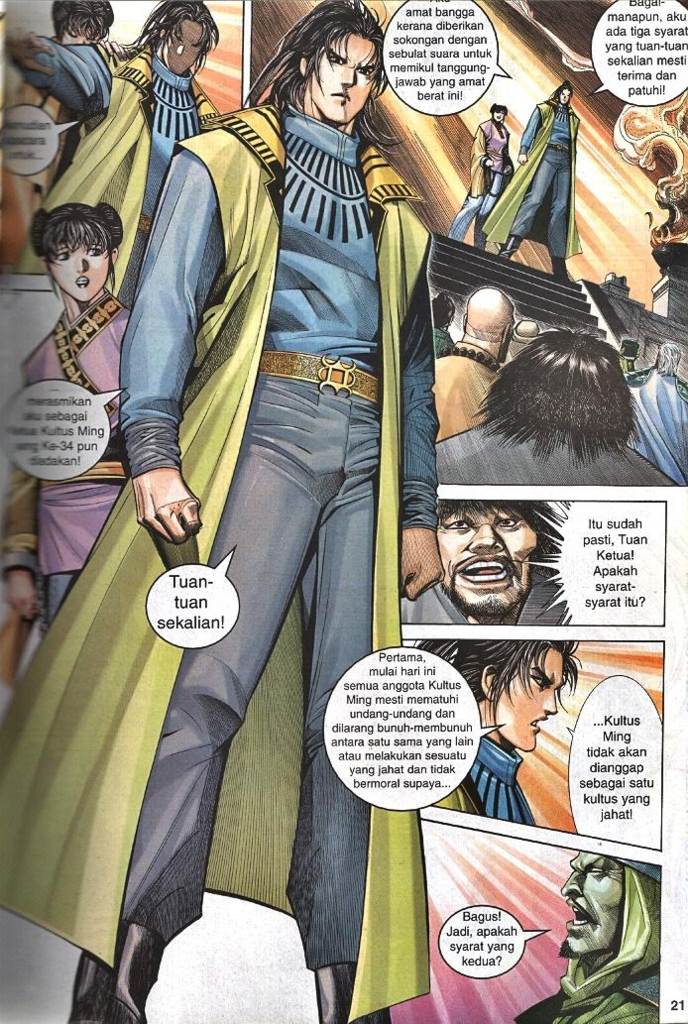 merasmikan
aku sebagai
Ketua Kultus Ming
yang Ke-34 pun
diadakan!
Tuan-
tuan
sekalian!
amat bangga
kerana diberikan
sokongan dengan
sebulat suara untuk
memikul tanggung-
jawab yang amat
berat ini!
Bagai-
manapun, aku
ada tiga syarat
yang tuan-tuan
sekalian mesti
terima dan
patuhi!
Itu sudah
pasti, Tuan
Ketua!
Apakah
syarat-
syarat itu?
Pertama,
mulai hari ini
semua anggota Kultus
Ming mesti mematuhi
undang-undang dan
dilarang bunuh-membunuh
antara satu sama yang lain
atau melakukan sesuatu
yang jahat dan tidak
bermoral supaya...
...Kultus
Ming
tidak akan
dianggap
sebagai satu
kultus yang
jahat!
Bagus!
Jadi, apakah
syarat yang
kedua?
21